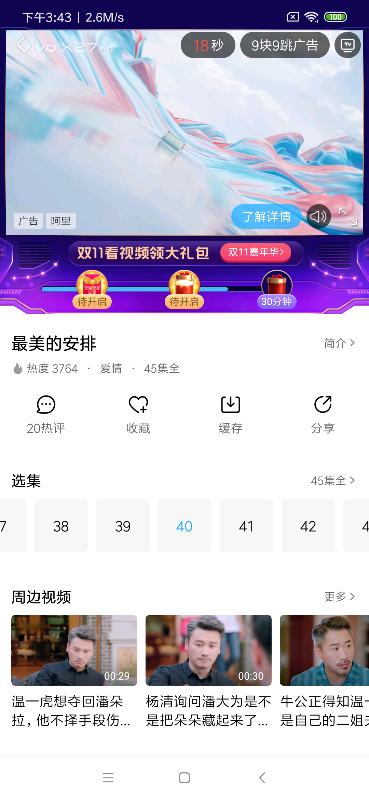 下午3:43 | 2.6M/s
100
vivo X27
18秒
9块9跳广告
广告
阿里
了解详情
双11看视频领大礼包
双11嘉年华>
待开启
待开启
30分钟
最美的安排
简介>
热度 3764 · 爱情 · 45集全
20热评
收藏
缓存
分享
选集
45集全>
7
38
39
40
41
42
4
周边视频
更多>
00:29
00:30
温一虎想夺回潘朵
拉，他不择手段伤...
杨清询问潘大为是不
是把朵朵藏起来了...
牛公正得知温一
是自己的二姐夫